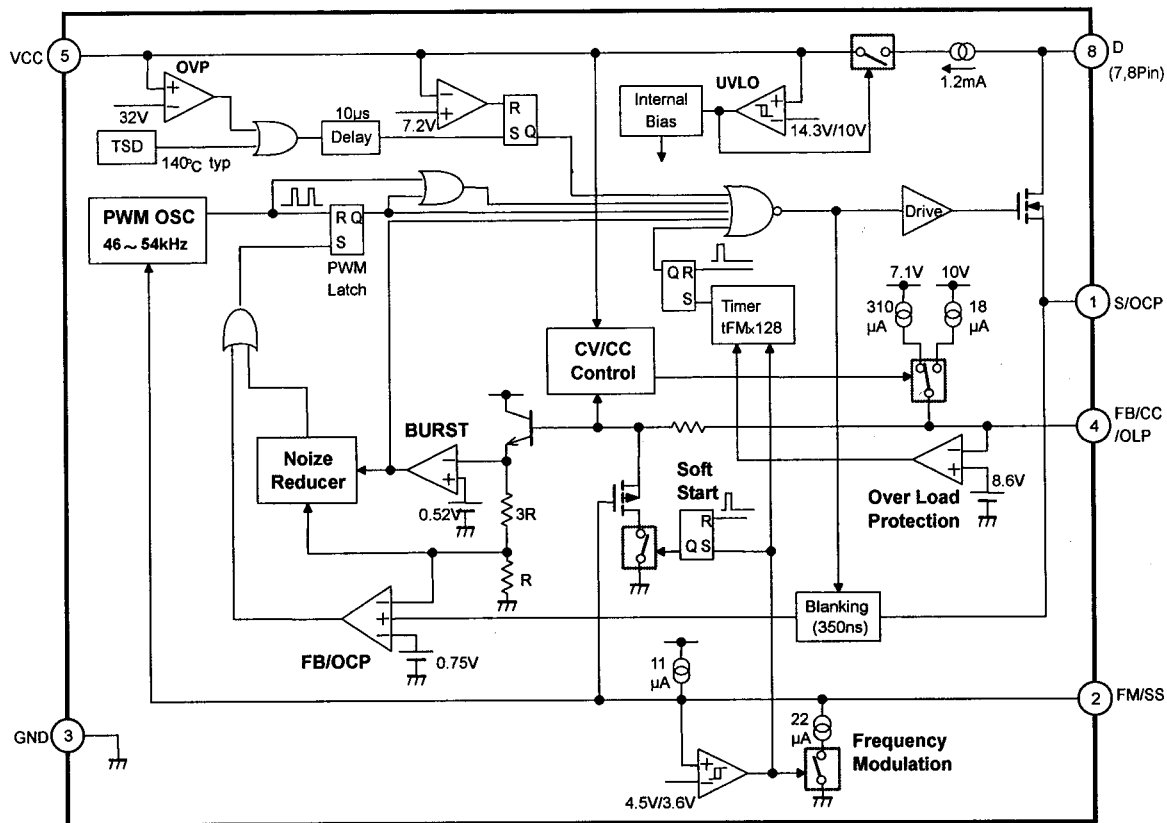 VCC
5
OVP
+
−
32V
TSD
140°C typ
10µs
Delay
−
+
7.2V
R
S
Q
Internal
Bias
UVLO
+
−
14.3V/10V
1.2mA
8
D
(7,8Pin)
PWM OSC
46～54kHz
R
Q
S
PWM
Latch
Drive
Q
R
S
Timer
tFMx128
7.1V
10V
310
µA
18
µA
1
S/OCP
CV/CC
Control
4
FB/CC
/OLP
BURST
−
+
0.52V
Noize
Reducer
3R
R
Soft
Start
R
Q
S
−
+
8.6V
Over Load
Protection
Blanking
(350ns)
−
+
−
0.75V
FB/OCP
11
µA
2
FM/SS
GND
3
22
µA
Frequency
Modulation
+
−
4.5V/3.6V